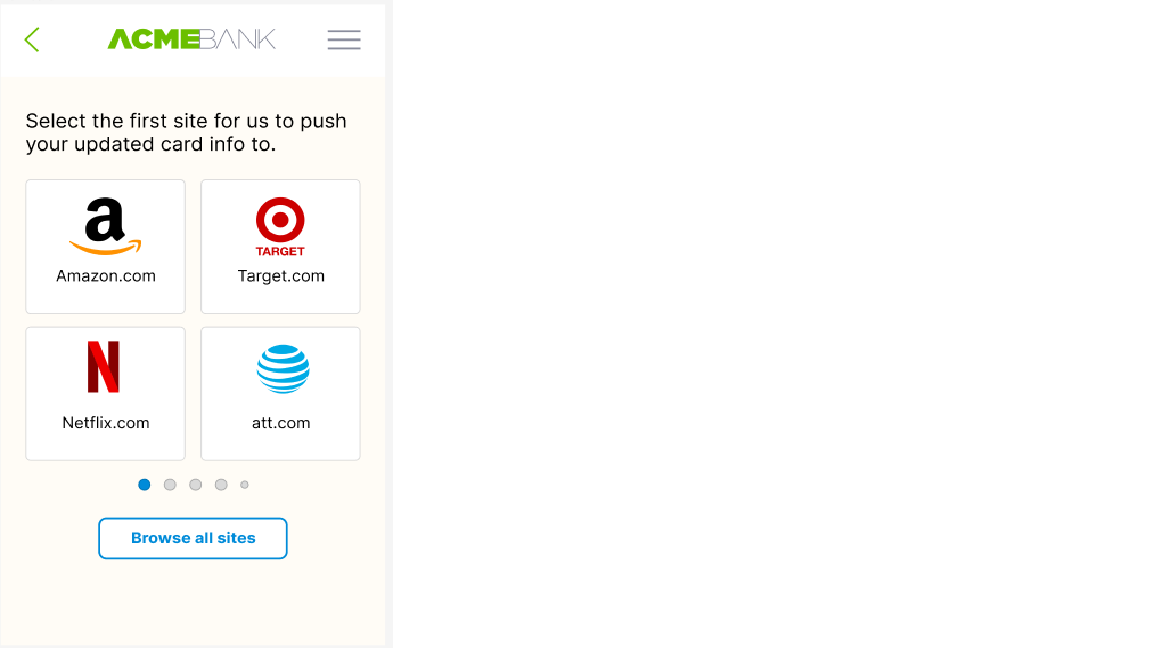 ACMEBANK
Select the first site for us to push
your updated card info to.
a
TARGET
Amazon.com
Target.com
N
Netflix.com
att.com
Browse all sites